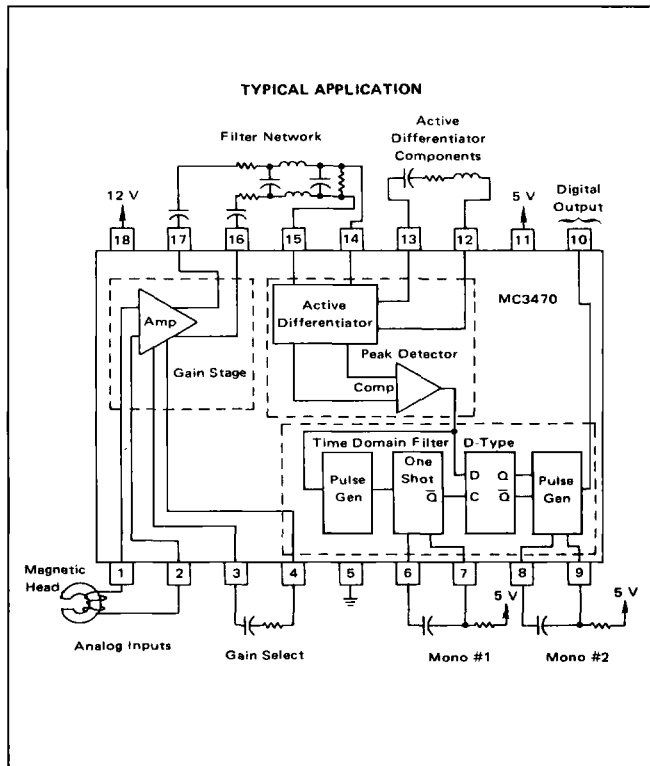 TYPICAL APPLICATION
Filter Network
Active
Differentiator
Components
12 V
5 V
Digital
Output
18
17
16
15
14
13
12
11
10
MC3470
Amp
Gain Stage
Active
Differentiator
Peak Detector
Comp
Time Domain Filter
D-Type
Pulse
Gen
One
Shot
Q̅
D
Q
C
Q̅
Pulse
Gen
Magnetic
Head
1
2
3
4
5
6
7
8
9
5 V
5 V
Analog Inputs
Gain Select
Mono #1
Mono #2